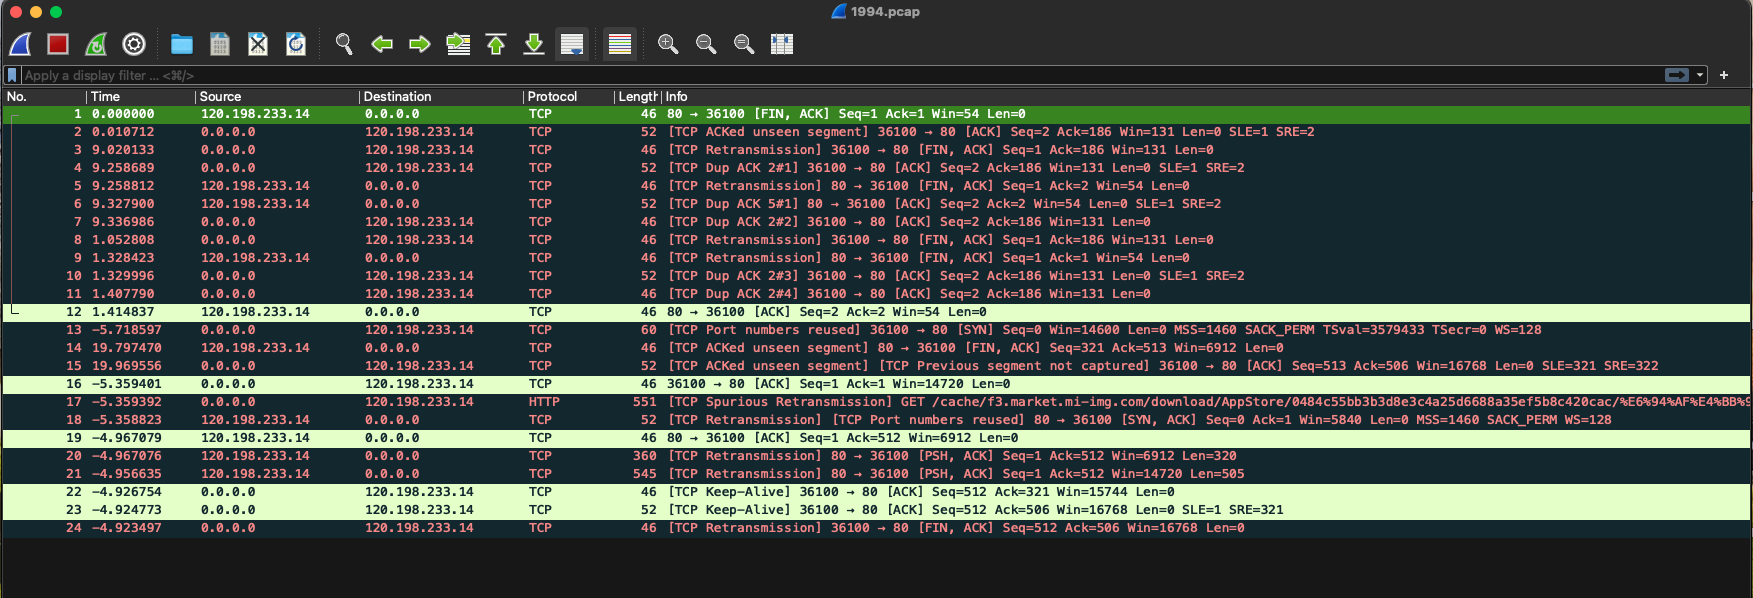 1994.pcap
Apply a display filter … <⌘/>
No. Time Source Destination Protocol Length Info
1 0.000000 120.198.233.14 0.0.0.0 TCP 46 80 → 36100 [FIN, ACK] Seq=1 Ack=1 Win=54 Len=0
2 0.010712 0.0.0.0 120.198.233.14 TCP 52 [TCP ACKed unseen segment] 36100 → 80 [ACK] Seq=2 Ack=186 Win=131 Len=0 SLE=1 SRE=2
3 9.020133 0.0.0.0 120.198.233.14 TCP 46 [TCP Retransmission] 36100 → 80 [FIN, ACK] Seq=1 Ack=186 Win=131 Len=0
4 9.258689 0.0.0.0 120.198.233.14 TCP 52 [TCP Dup ACK 2#1] 36100 → 80 [ACK] Seq=2 Ack=186 Win=131 Len=0 SLE=1 SRE=2
5 9.258812 120.198.233.14 0.0.0.0 TCP 46 [TCP Retransmission] 80 → 36100 [FIN, ACK] Seq=1 Ack=2 Win=54 Len=0
6 9.327900 120.198.233.14 0.0.0.0 TCP 52 [TCP Dup ACK 5#1] 80 → 36100 [ACK] Seq=2 Ack=2 Win=54 Len=0 SLE=1 SRE=2
7 9.336986 0.0.0.0 120.198.233.14 TCP 46 [TCP Dup ACK 2#2] 36100 → 80 [ACK] Seq=2 Ack=186 Win=131 Len=0
8 1.052808 0.0.0.0 120.198.233.14 TCP 46 [TCP Retransmission] 36100 → 80 [FIN, ACK] Seq=1 Ack=186 Win=131 Len=0
9 1.328423 120.198.233.14 0.0.0.0 TCP 46 [TCP Retransmission] 80 → 36100 [FIN, ACK] Seq=1 Ack=1 Win=54 Len=0
10 1.329996 0.0.0.0 120.198.233.14 TCP 52 [TCP Dup ACK 2#3] 36100 → 80 [ACK] Seq=2 Ack=186 Win=131 Len=0 SLE=1 SRE=2
11 1.407790 0.0.0.0 120.198.233.14 TCP 46 [TCP Dup ACK 2#4] 36100 → 80 [ACK] Seq=2 Ack=186 Win=131 Len=0
12 1.414837 120.198.233.14 0.0.0.0 TCP 46 80 → 36100 [ACK] Seq=2 Ack=2 Win=54 Len=0
13 -5.718597 0.0.0.0 120.198.233.14 TCP 60 [TCP Port numbers reused] 36100 → 80 [SYN] Seq=0 Win=14600 Len=0 MSS=1460 SACK_PERM TSval=3579433 TSecr=0 WS=128
14 19.797470 120.198.233.14 0.0.0.0 TCP 46 [TCP ACKed unseen segment] 80 → 36100 [FIN, ACK] Seq=321 Ack=513 Win=6912 Len=0
15 19.969556 0.0.0.0 120.198.233.14 TCP 52 [TCP ACKed unseen segment] [TCP Previous segment not captured] 36100 → 80 [ACK] Seq=513 Ack=506 Win=16768 Len=0 SLE=321 SRE=322
16 -5.359401 0.0.0.0 120.198.233.14 TCP 46 36100 → 80 [ACK] Seq=1 Ack=1 Win=14720 Len=0
17 -5.359392 0.0.0.0 120.198.233.14 HTTP 551 [TCP Spurious Retransmission] GET /cache/f3.market.mi-img.com/download/AppStore/0484c55bb3b3d8e3c4a25d6688a35ef5b8c420cac/%E6%94%AF%E4%BB%9
18 -5.358823 120.198.233.14 0.0.0.0 TCP 52 [TCP Retransmission] [TCP Port numbers reused] 80 → 36100 [SYN, ACK] Seq=0 Ack=1 Win=5840 Len=0 MSS=1460 SACK_PERM WS=128
19 -4.967079 120.198.233.14 0.0.0.0 TCP 46 80 → 36100 [ACK] Seq=1 Ack=512 Win=6912 Len=0
20 -4.967076 120.198.233.14 0.0.0.0 TCP 360 [TCP Retransmission] 80 → 36100 [PSH, ACK] Seq=1 Ack=512 Win=6912 Len=320
21 -4.956635 120.198.233.14 0.0.0.0 TCP 545 [TCP Retransmission] 80 → 36100 [PSH, ACK] Seq=1 Ack=512 Win=14720 Len=505
22 -4.926754 0.0.0.0 120.198.233.14 TCP 46 [TCP Keep-Alive] 36100 → 80 [ACK] Seq=512 Ack=321 Win=15744 Len=0
23 -4.924773 0.0.0.0 120.198.233.14 TCP 52 [TCP Keep-Alive] 36100 → 80 [ACK] Seq=512 Ack=506 Win=16768 Len=0 SLE=1 SRE=321
24 -4.923497 0.0.0.0 120.198.233.14 TCP 46 [TCP Retransmission] 36100 → 80 [FIN, ACK] Seq=512 Ack=506 Win=16768 Len=0